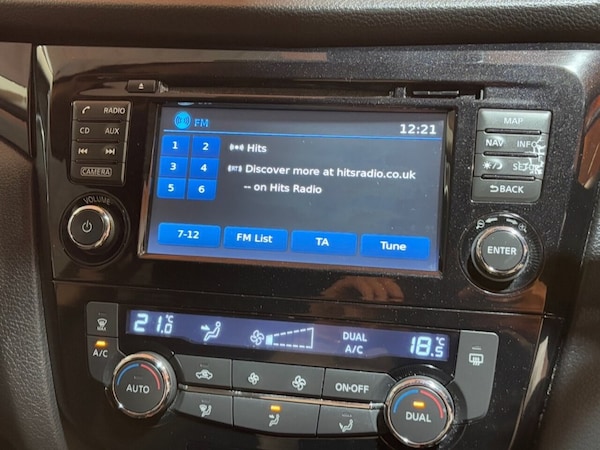 FM
12:21
1 2
3 4
5 6
Hits
RT Discover more at hitsradio.co.uk
-- on Hits Radio
7-12 FM List TA Tune
RADIO
CD AUX
CAMERA
VOLUME
MAP
NAV INFO
BACK
ENTER
21.0 °C
DUAL
A/C
18.5 °C
MAX
A/C
AUTO
ON-OFF
DUAL